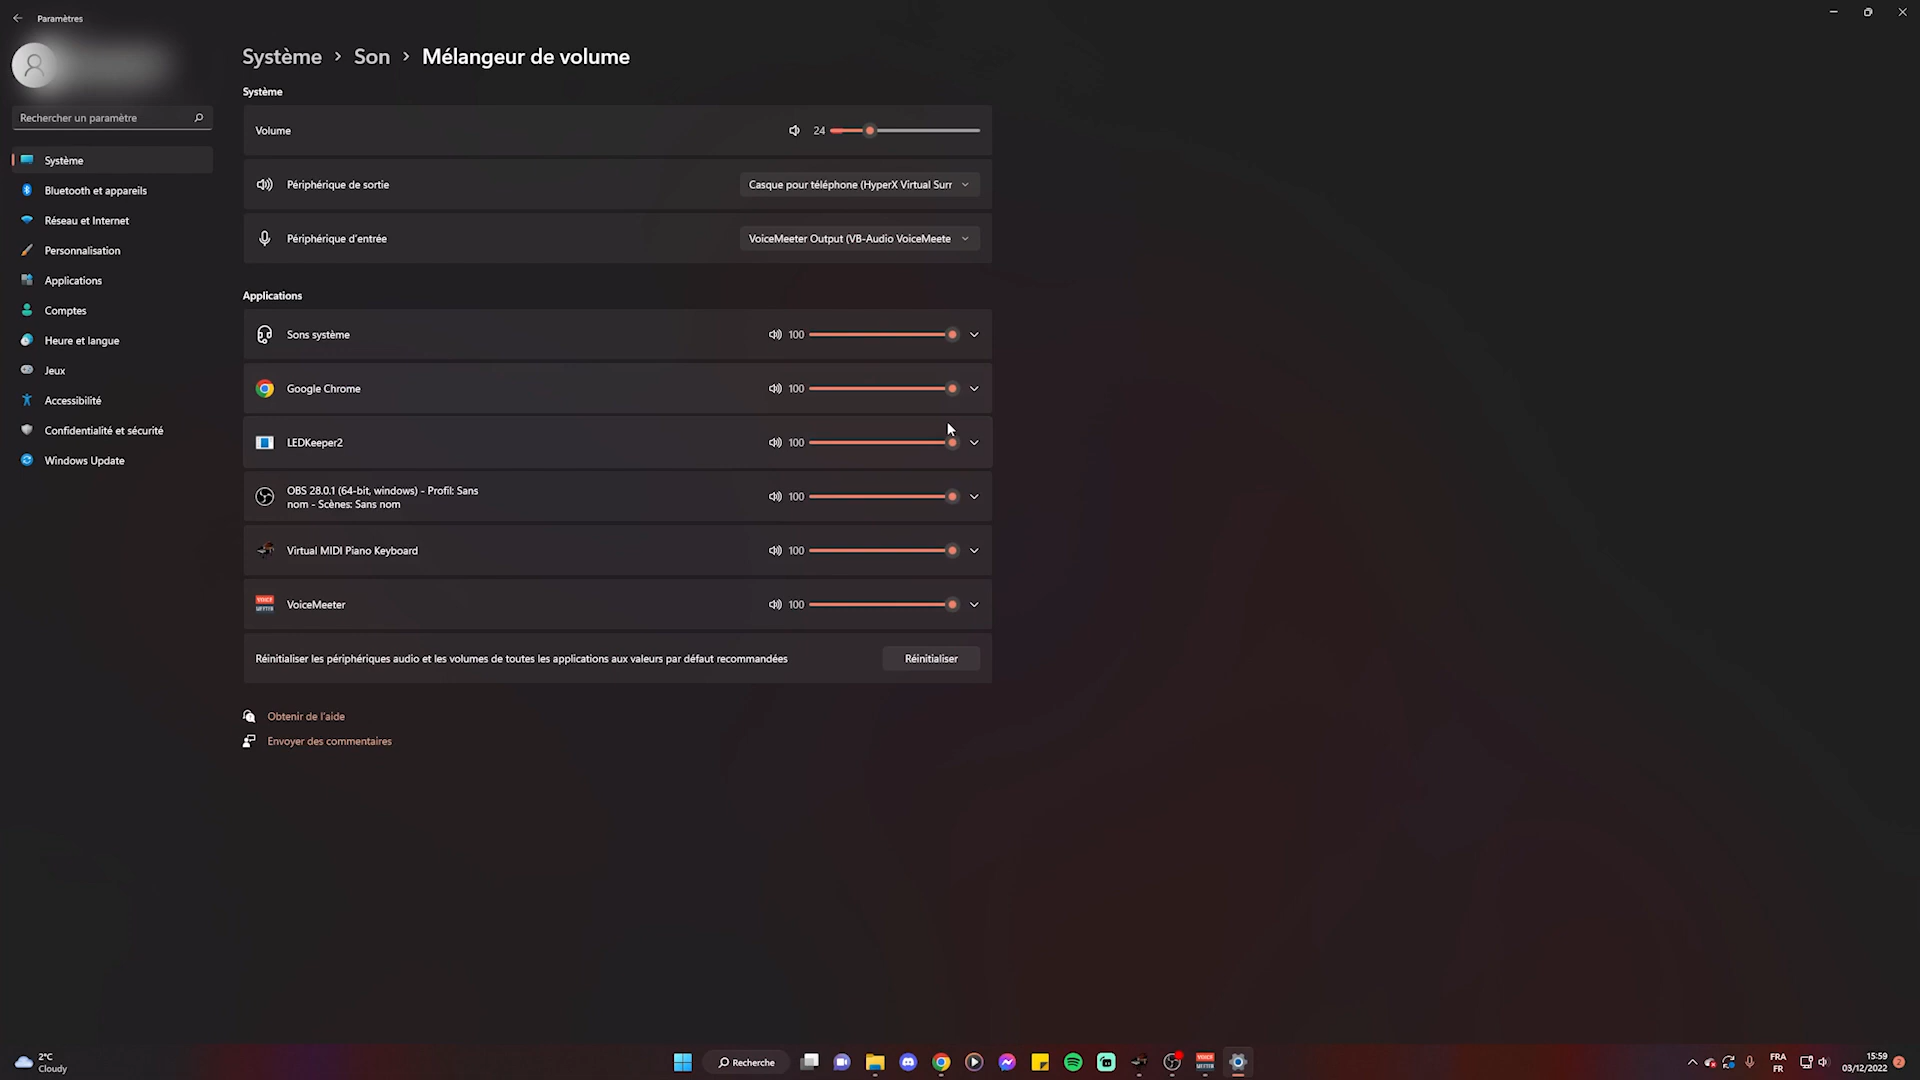 Paramètres
Système > Son > Mélangeur de volume
Rechercher un paramètre
Système
Bluetooth et appareils
Réseau et Internet
Personnalisation
Applications
Comptes
Heure et langue
Jeux
Accessibilité
Confidentialité et sécurité
Windows Update
Système
Volume
24
Périphérique de sortie
Casque pour téléphone (HyperX Virtual Surr
Périphérique d'entrée
VoiceMeeter Output (VB-Audio VoiceMeete
Applications
Sons système
100
Google Chrome
100
LEDKeeper2
100
OBS 28.0.1 (64-bit, windows) - Profil: Sans
nom - Scènes: Sans nom
100
Virtual MIDI Piano Keyboard
100
VOICE
MEETER
VoiceMeeter
100
Réinitialiser les périphériques audio et les volumes de toutes les applications aux valeurs par défaut recommandées
Réinitialiser
Obtenir de l'aide
Envoyer des commentaires
2°C
Cloudy
Recherche
VOICE
MEETER
FRA
FR
15:59
03/12/2022
2